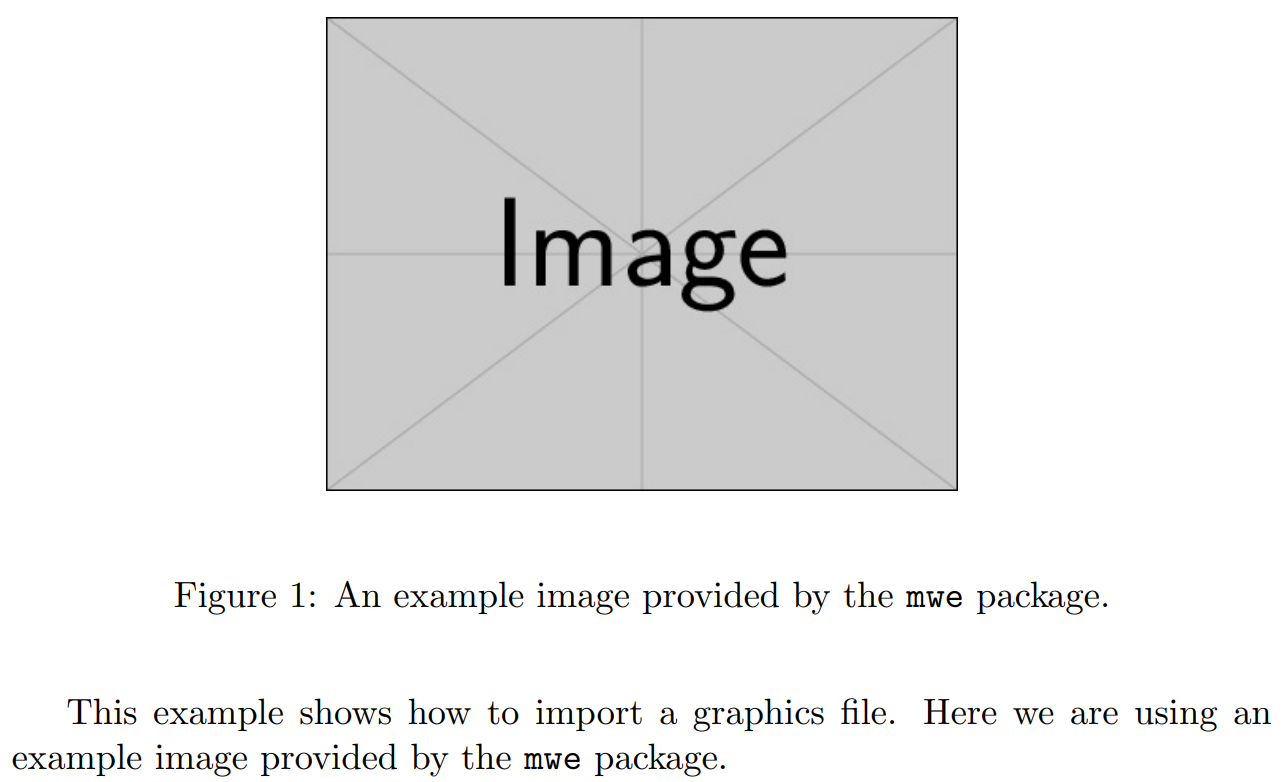 Image
Figure 1: An example image provided by the mwe package.
This example shows how to import a graphics file. Here we are using an
example image provided by the mwe package.